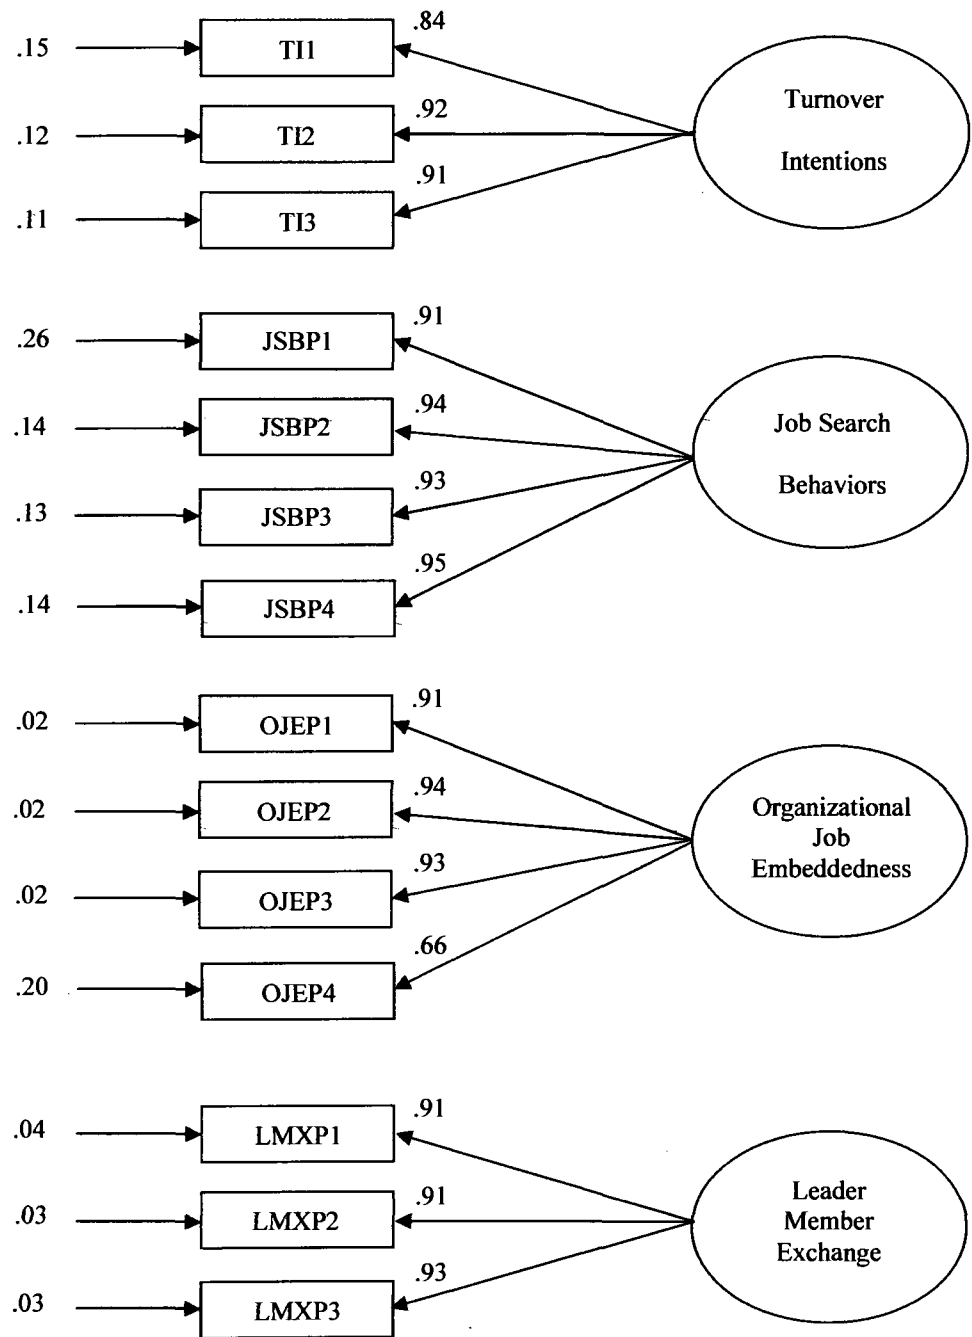 .84
.15 TI1
.92
Turnover
.12 TI2
Intentions
.91
.11 TI3
.91
.26 JSBP1
.94
.14 JSBP2
Job Search
.93
Behaviors
.13 JSBP3
.95
.14 JSBP4
.91
.02 OJEP1
.94
.02 OJEP2
Organizational
Job
Embeddedness
.93
.02 OJEP3
.66
.20 OJEP4
.91
.04 LMXP1
.91
.03 LMXP2
Leader
Member
Exchange
.93
.03 LMXP3